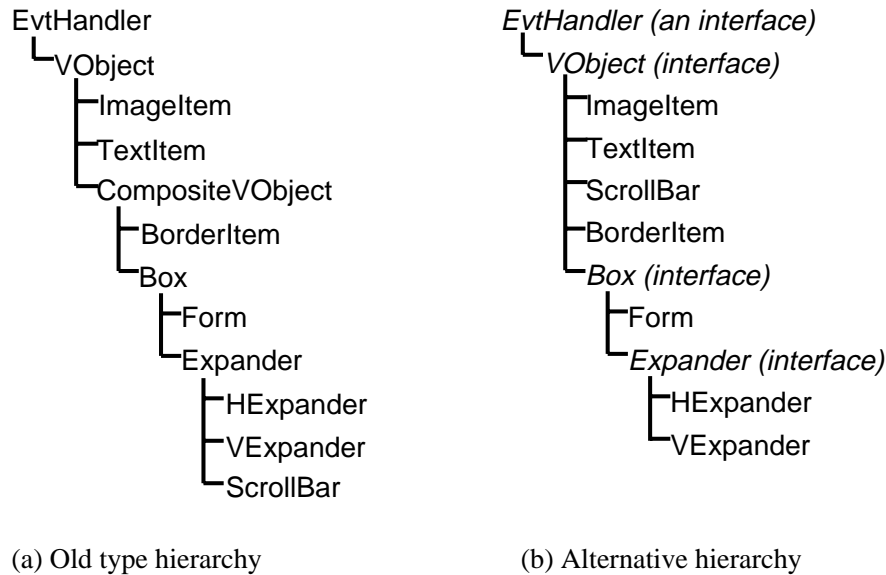 EvtHandler
VObject
ImageItem
TextItem
CompositeVObject
BorderItem
Box
Form
Expander
HExpander
VExpander
ScrollBar
(a) Old type hierarchy
EvtHandler (an interface)
VObject (interface)
ImageItem
TextItem
ScrollBar
BorderItem
Box (interface)
Form
Expander (interface)
HExpander
VExpander
(b) Alternative hierarchy